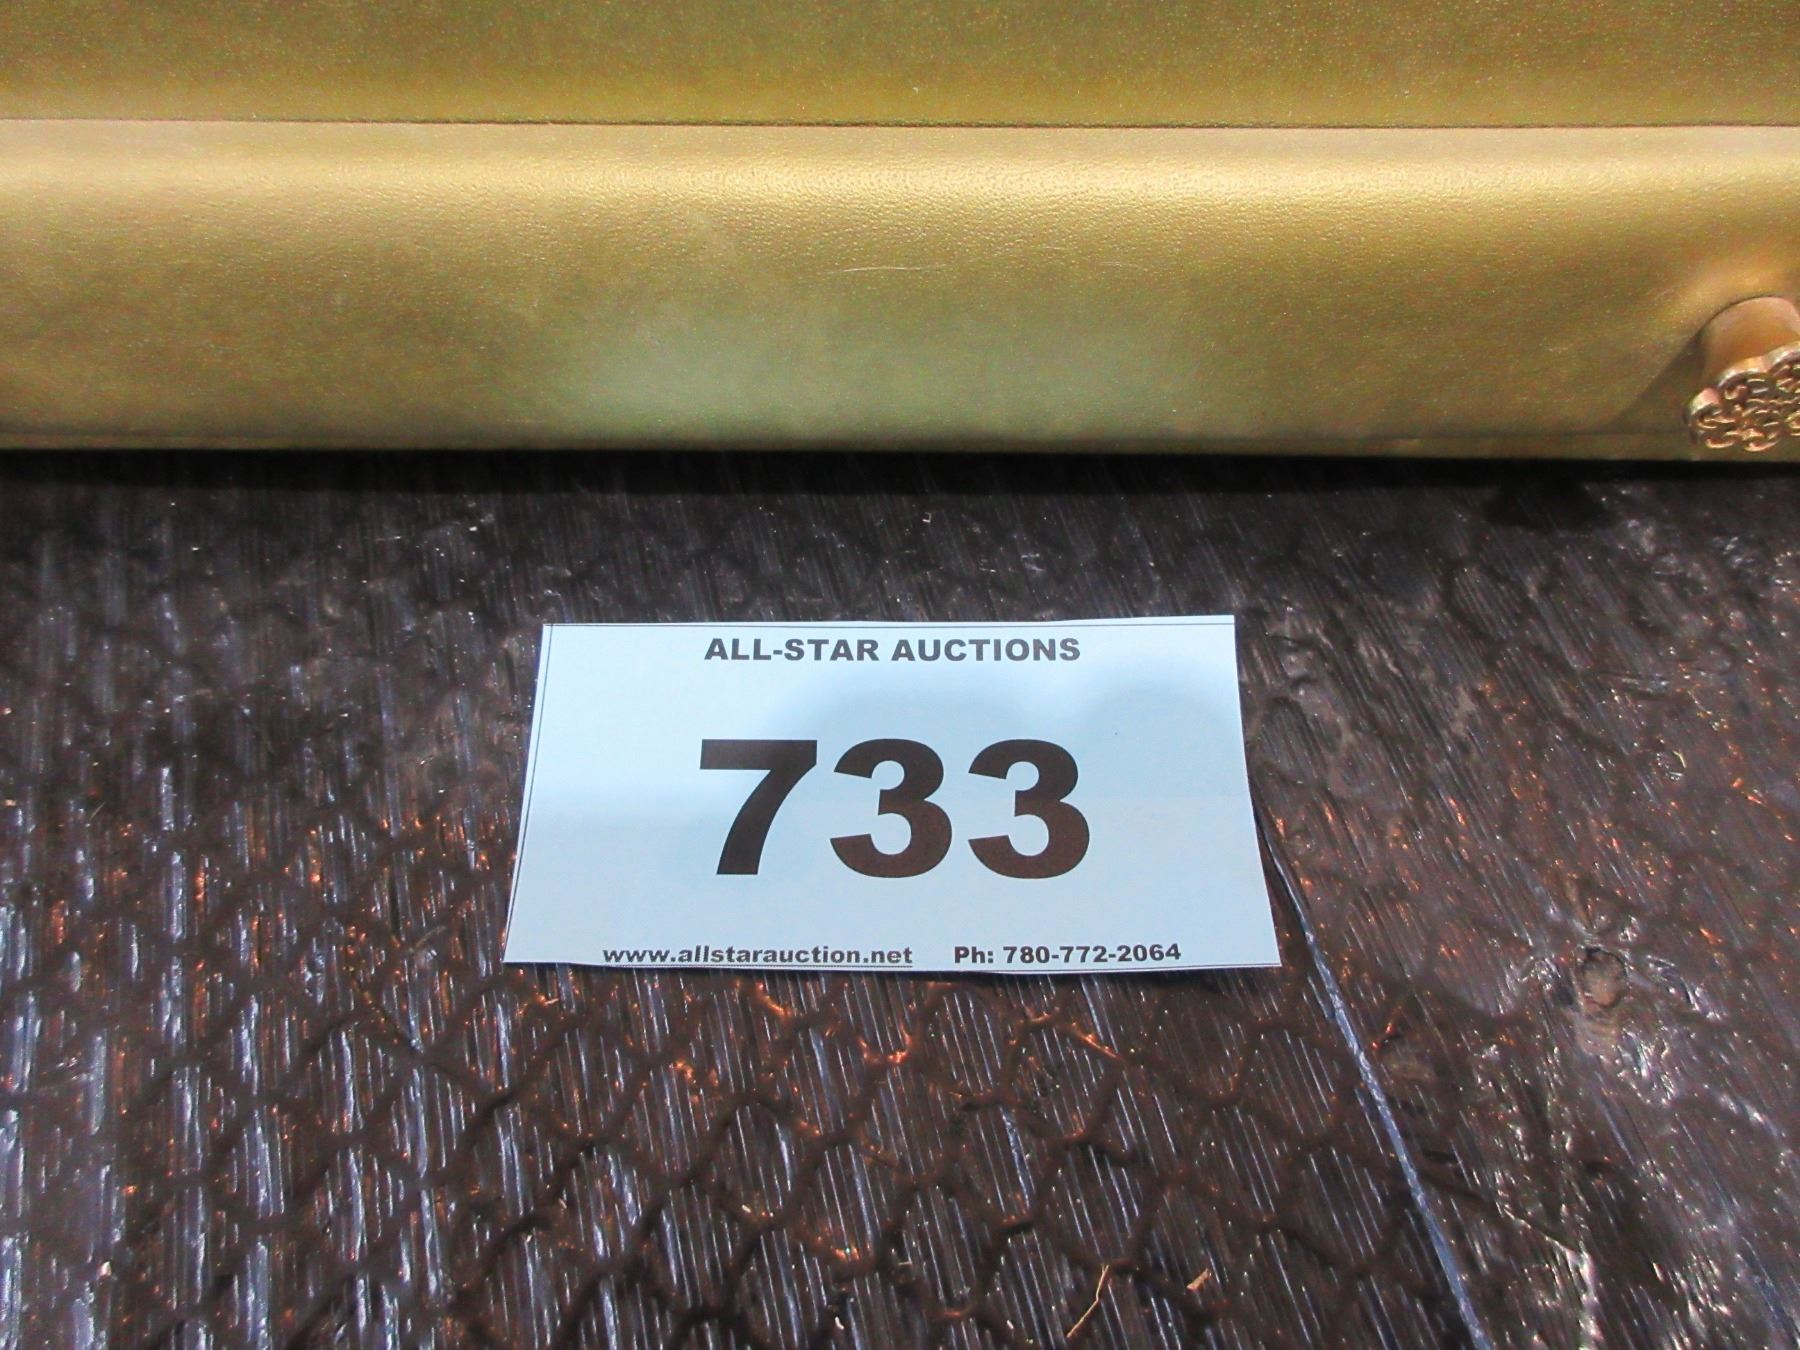 ALL-STAR AUCTIONS
733
www.allstarauction.net Ph: 780-772-2064